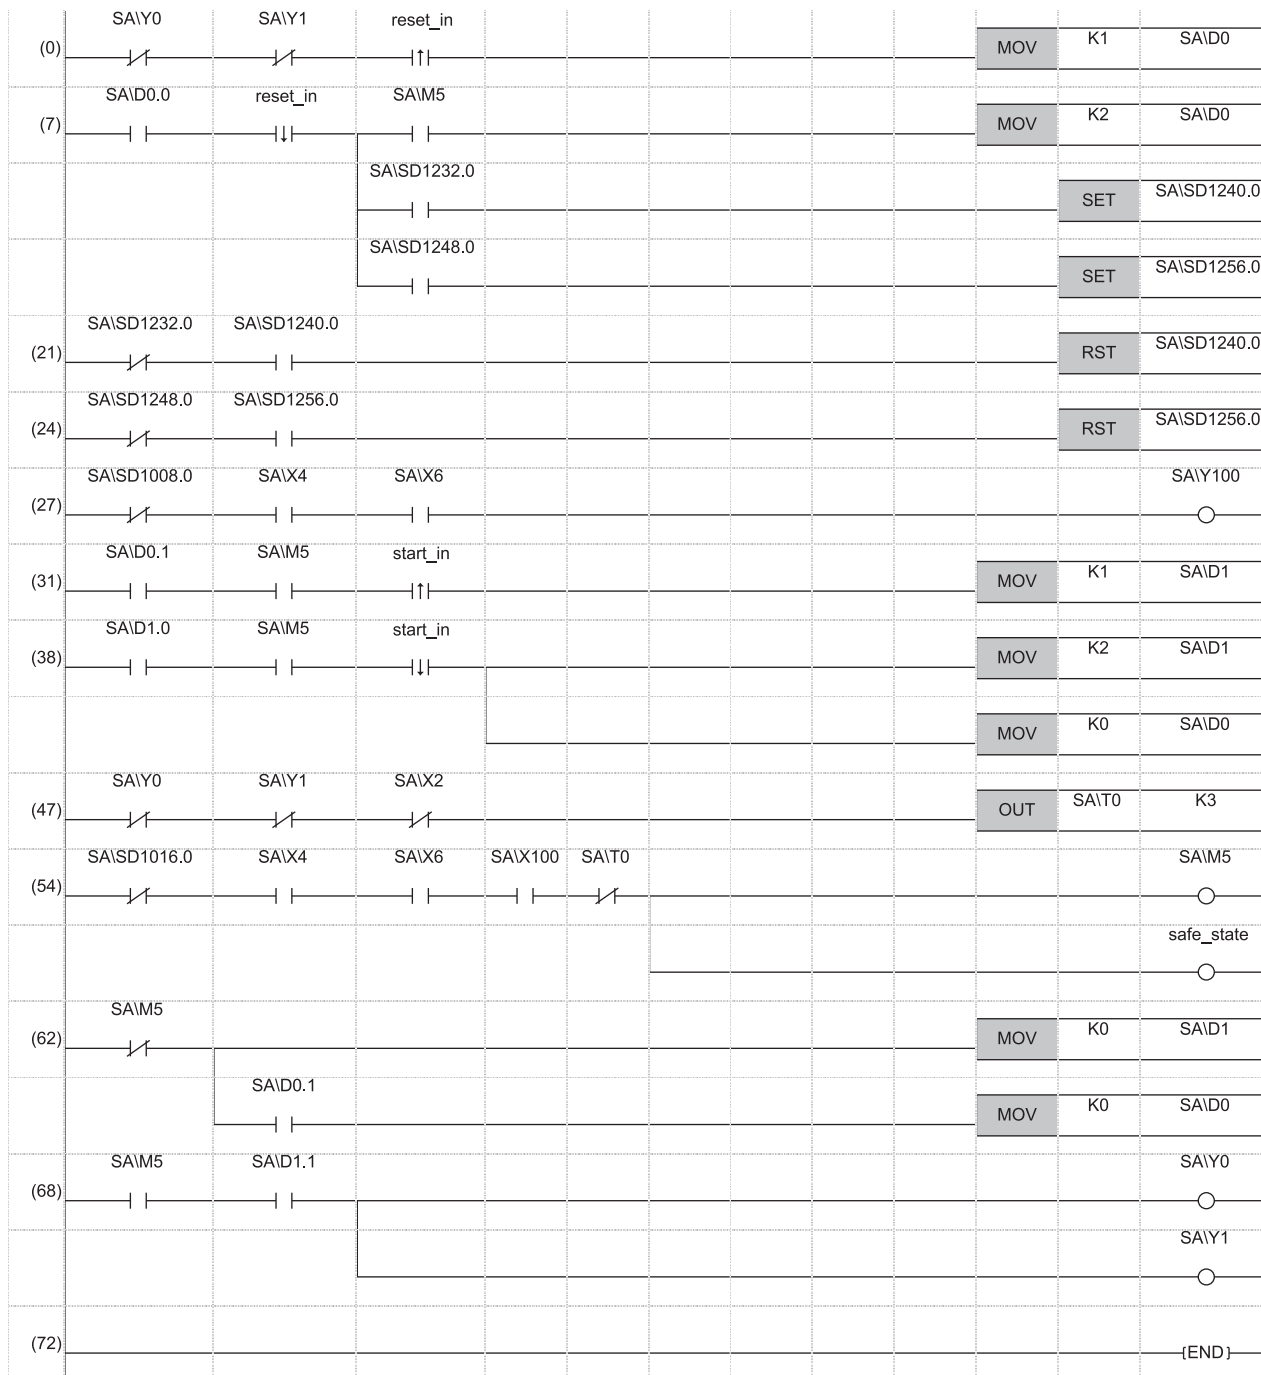 SA\Y0 SA\Y1 reset_in
(0) MOV K1 SA\D0
SA\D0.0 reset_in SA\M5
(7) MOV K2 SA\D0
SA\SD1232.0
SET SA\SD1240.0
SA\SD1248.0
SET SA\SD1256.0
SA\SD1232.0 SA\SD1240.0
(21) RST SA\SD1240.0
SA\SD1248.0 SA\SD1256.0
(24) RST SA\SD1256.0
SA\SD1008.0 SA\X4 SA\X6 SA\Y100
(27)
SA\D0.1 SA\M5 start_in
(31) MOV K1 SA\D1
SA\D1.0 SA\M5 start_in
(38) MOV K2 SA\D1
MOV K0 SA\D0
SA\Y0 SA\Y1 SA\X2
(47) OUT SA\T0 K3
SA\SD1016.0 SA\X4 SA\X6 SA\X100 SA\T0 SA\M5
(54)
safe_state
SA\M5
(62) MOV K0 SA\D1
SA\D0.1
MOV K0 SA\D0
SA\M5 SA\D1.1 SA\Y0
(68)
SA\Y1
(72) [END]